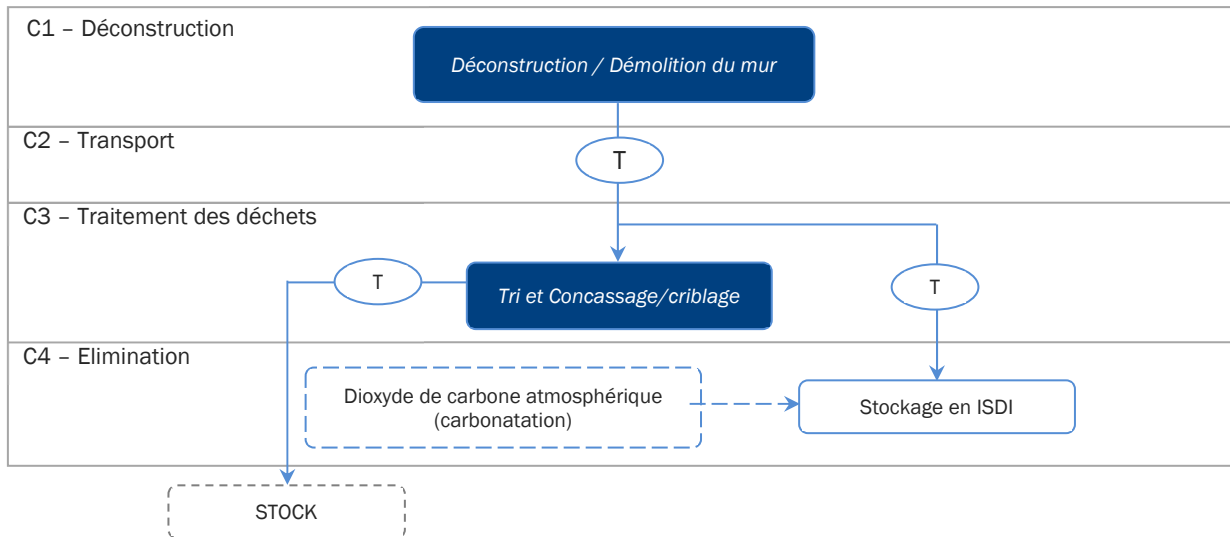 C1 – Déconstruction
Déconstruction / Démolition du mur
C2 – Transport
T
C3 – Traitement des déchets
T
Tri et Concassage/criblage
T
C4 – Elimination
Dioxyde de carbone atmosphérique
(carbonatation)
Stockage en ISDI
STOCK